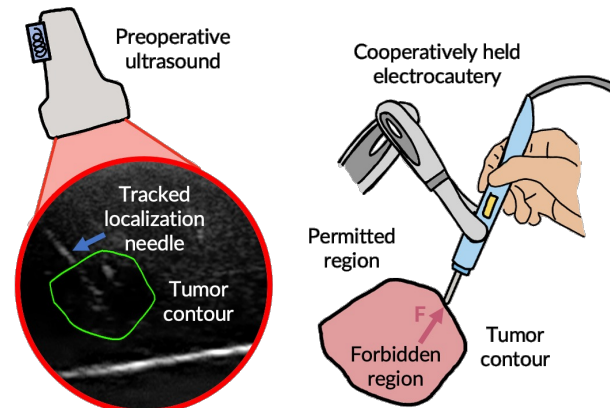 Preoperative
ultrasound
Tracked
localization
needle
Tumor
contour
Cooperatively held
electrocautery
Permitted
region
F
Forbidden
region
Tumor
contour